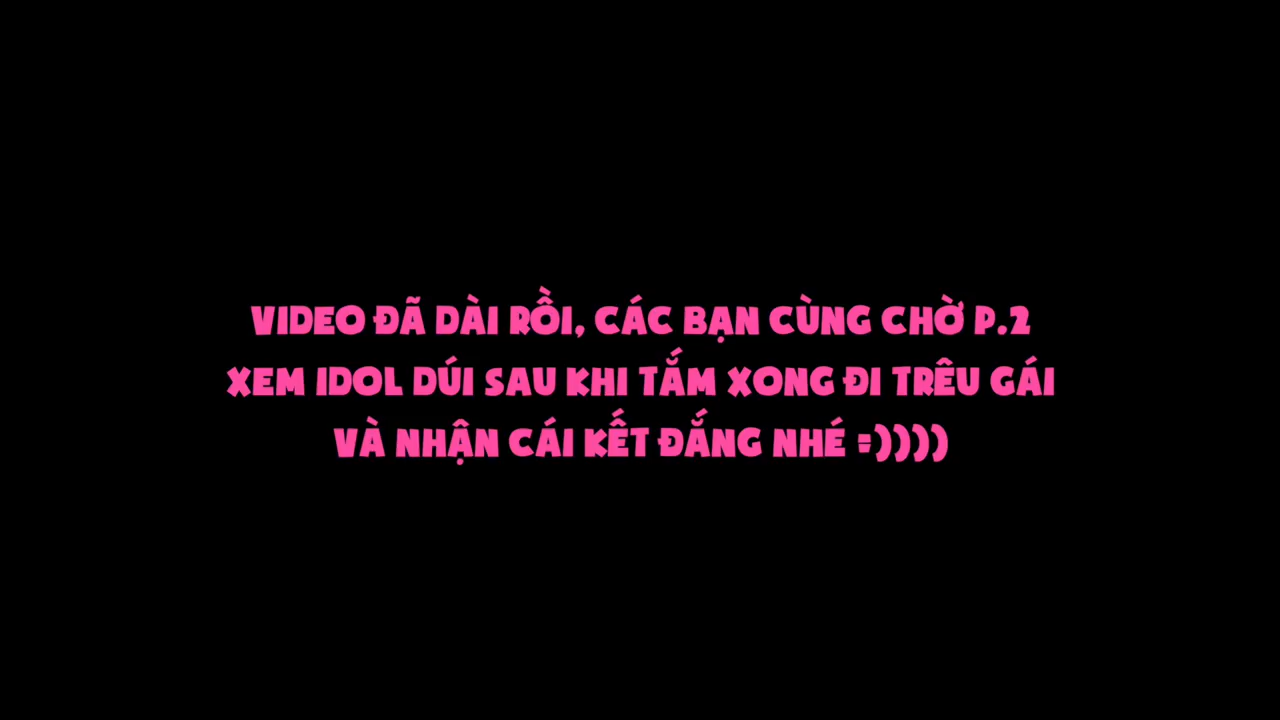 VIDEO ĐÃ DÀI RỒI, CÁC BẠN CÙNG CHỜ P.2
XEM IDOL DÚI SAU KHI TẮM XONG ĐI TRÊU GÁI
VÀ NHẬN CÁI KẾT ĐẮNG NHÉ =))))